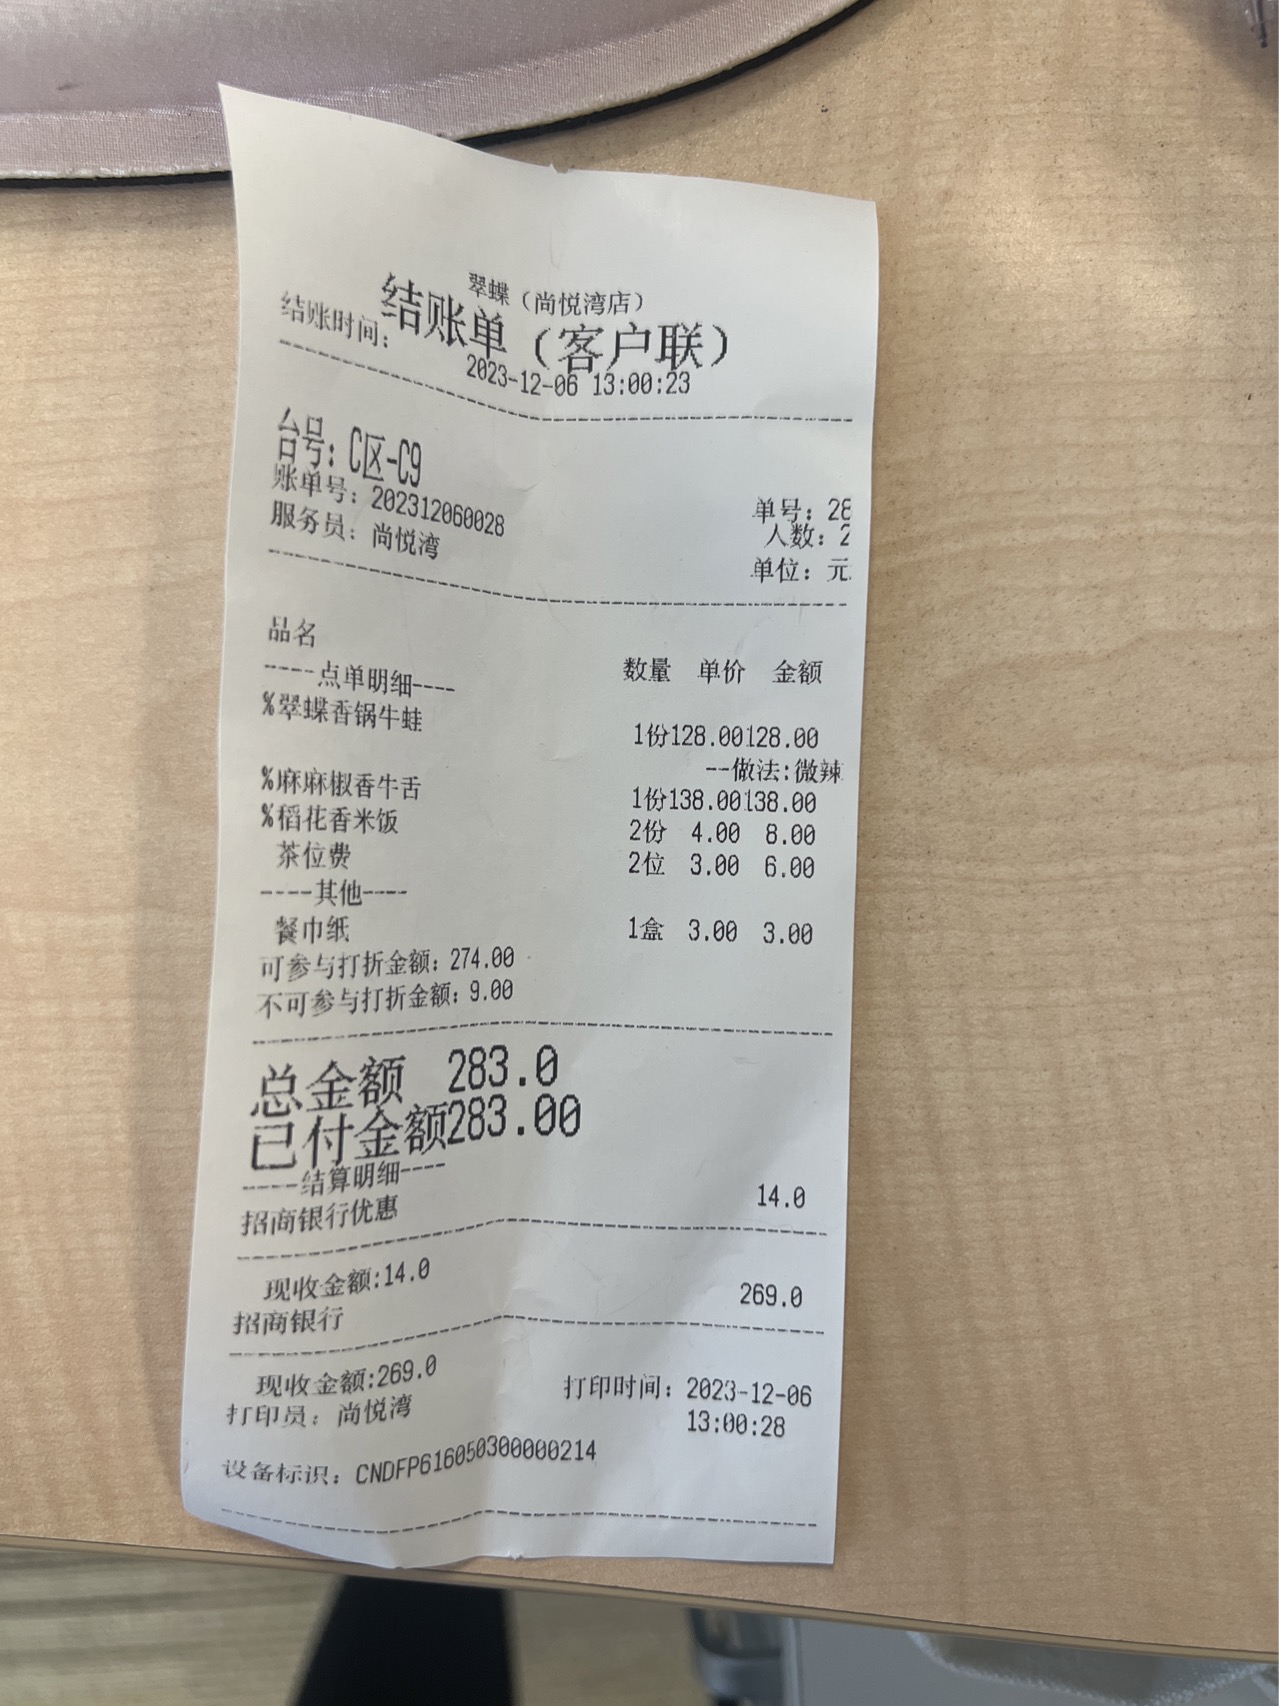 翠蝶（尚悦湾店）
结账单（客户联）
结账时间： 2023-12-06 13:00:23
台号：C区-C9
账单号：202312060028 单号：28
服务员：尚悦湾 人数：2
单位：元
品名 数量 单价 金额
----点单明细----
%翠蝶香锅牛蛙 1份128.00128.00
--做法:微辣
%麻麻椒香牛舌 1份138.00138.00
%稻花香米饭 2份 4.00 8.00
茶位费 2位 3.00 6.00
----其他----
餐巾纸 1盒 3.00 3.00
可参与打折金额：274.00
不可参与打折金额：9.00
总金额 283.0
已付金额283.00
----结算明细----
招商银行优惠 14.0
现收金额:14.0
招商银行 269.0
现收金额:269.0
打印员：尚悦湾 打印时间：2023-12-06
13:00:28
设备标识：CNDFP616050300000214